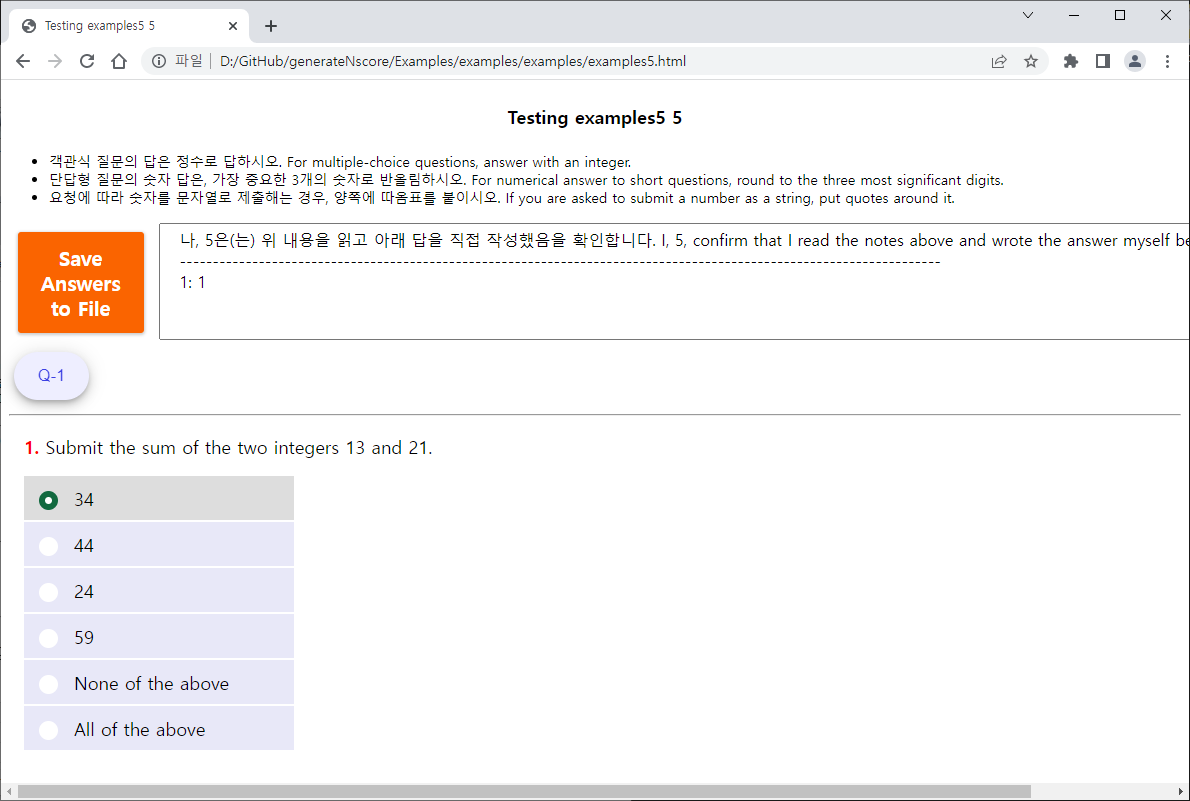 Testing examples5 5
파일 D:/GitHub/generateNscore/Examples/examples/examples/examples5.html
Testing examples5 5
객관식 질문의 답은 정수로 답하시오. For multiple-choice questions, answer with an integer.
단답형 질문의 숫자 답은, 가장 중요한 3개의 숫자로 반올림하시오. For numerical answer to short questions, round to the three most significant digits.
요청에 따라 숫자를 문자열로 제출해는 경우, 양쪽에 따옴표를 붙이시오. If you are asked to submit a number as a string, put quotes around it.
Save
Answers
to File
나, 5은(는) 위 내용을 읽고 아래 답을 직접 작성했음을 확인합니다. I, 5, confirm that I read the notes above and wrote the answer myself be
--------------------------------------------------------------------------------------------------------------------
1: 1
Q-1
1. Submit the sum of the two integers 13 and 21.
34
44
24
59
None of the above
All of the above